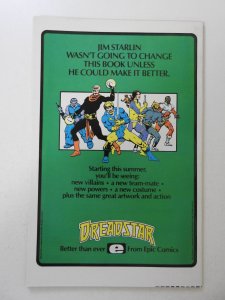 JIM STARLIN
WASN'T GOING TO CHANGE
THIS BOOK UNLESS
HE COULD MAKE IT BETTER.
Starting this summer,
you'll be seeing:
new villains • a new team-mate •
new powers • a new costume •
plus the same great artwork and action
DREADSTAR
Better than ever e From Epic Comics